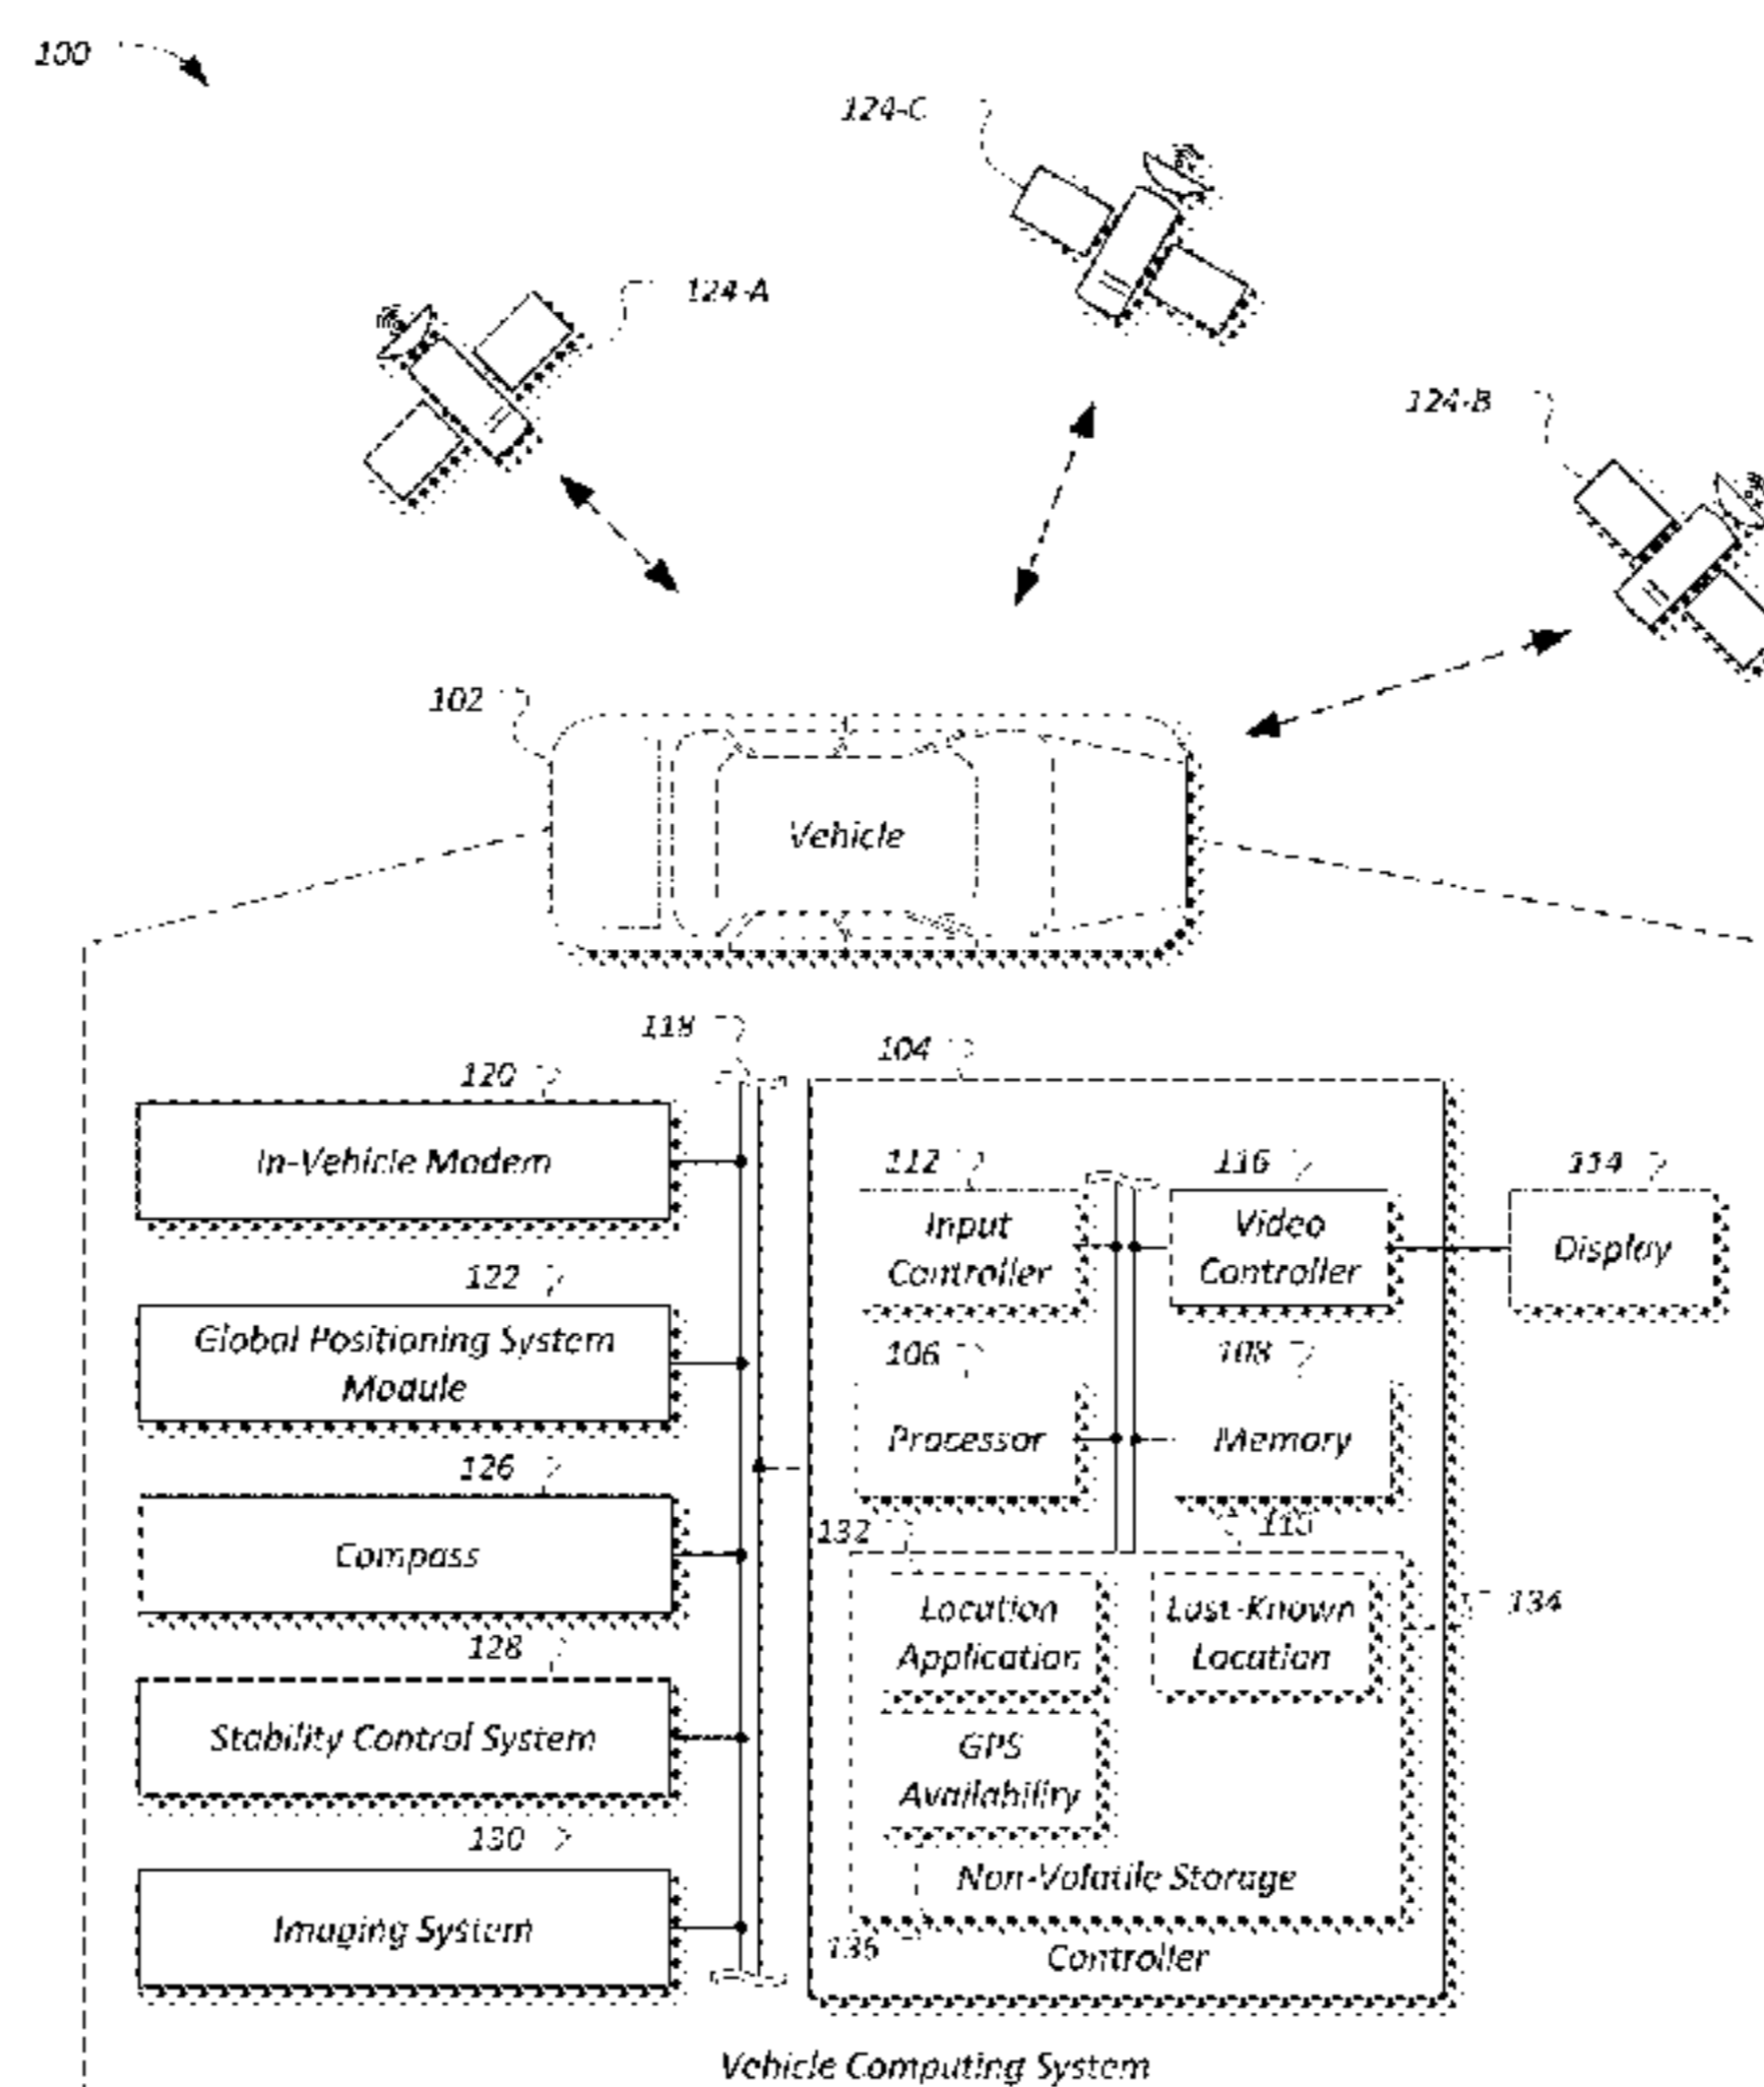 100
124-C
124-A
124-B
102
Vehicle
118
104
120
In-Vehicle Modem
112
116
114
Input
Controller
Video
Controller
Display
122
Global Positioning System
Module
106
108
Processor
Memory
126
Compass
132
110
Location
Application
Last-Known
Location
134
128
Stability Control System
GPS
Availability
130
Imaging System
Non-Volatile Storage
136
Controller
Vehicle Computing System